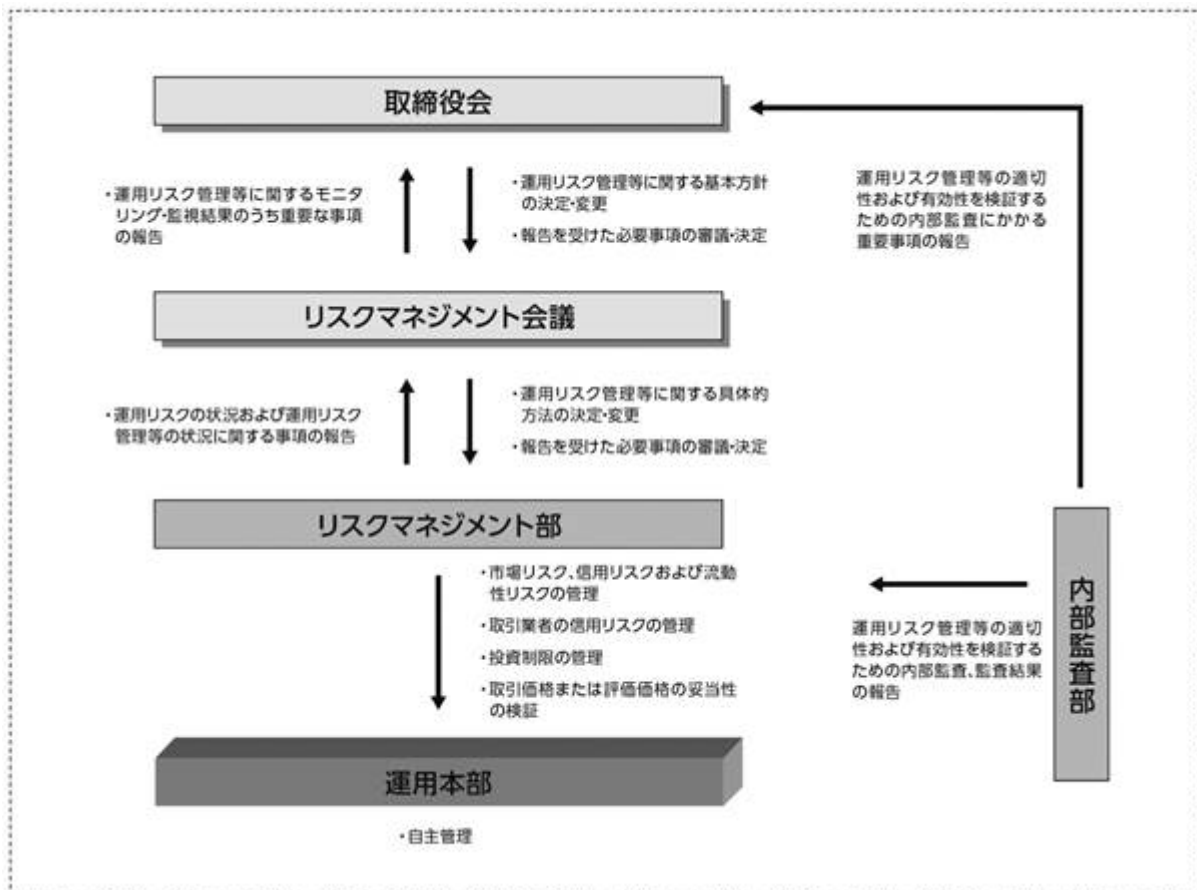 取締役会
・運用リスク管理等に関するモニタ
リング・監視結果のうち重要な事項
の報告
・運用リスク管理等に関する基本方針
の決定・変更
・報告を受けた必要事項の審議・決定
運用リスク管理等の適切
性および有効性を検証する
ための内部監査にかかる
重要事項の報告
リスクマネジメント会議
・運用リスクの状況および運用リスク
管理等の状況に関する事項の報告
・運用リスク管理等に関する具体的
方法の決定・変更
・報告を受けた必要事項の審議・決定
リスクマネジメント部
・市場リスク、信用リスクおよび流動
性リスクの管理
・取引業者の信用リスクの管理
・投資制限の管理
・取引価格または評価価格の妥当性
の検証
運用リスク管理等の適切
性および有効性を検証する
ための内部監査、監査結果
の報告
内部監査部
運用本部
・自主管理